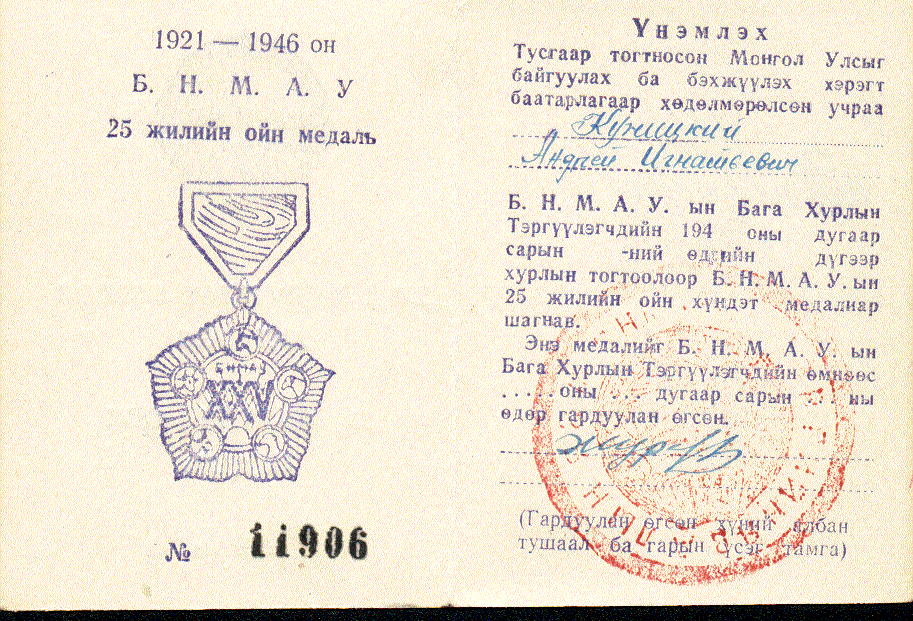 1921 — 1946 он
Б. Н. М. А. У
25 жилийн ойн медаль
XXV
№ 11906
Үнэмлэх
Тусгаар тогтносон Монгол Улсыг
байгуулах ба бэхжүүлэх хэрэгт
баатарлагаар хөдөлмөрөлсөн учраа
Куницкий
Андрей Игнатьевич
Б. Н. М. А. У. ын Бага Хурлын
Тэргүүлэгчдийн 194 оны дугаар
сарын -ний өдрийн дүгээр
хурлын тогтоолоор Б. Н. М. А. У. ын
25 жилийн ойн хүндэт медалиар
шагнав.
Энэ медалийг Б. Н. М. А. У. ын
Бага Хурлын Тэргүүлэгчдийн өмнөөс
.....оны ... дугаар сарын ... ны
өдөр гардуулан өгсөн.
(Гардуулан өгсөн хүний албан
тушаал ба гарын үсэг тамга)